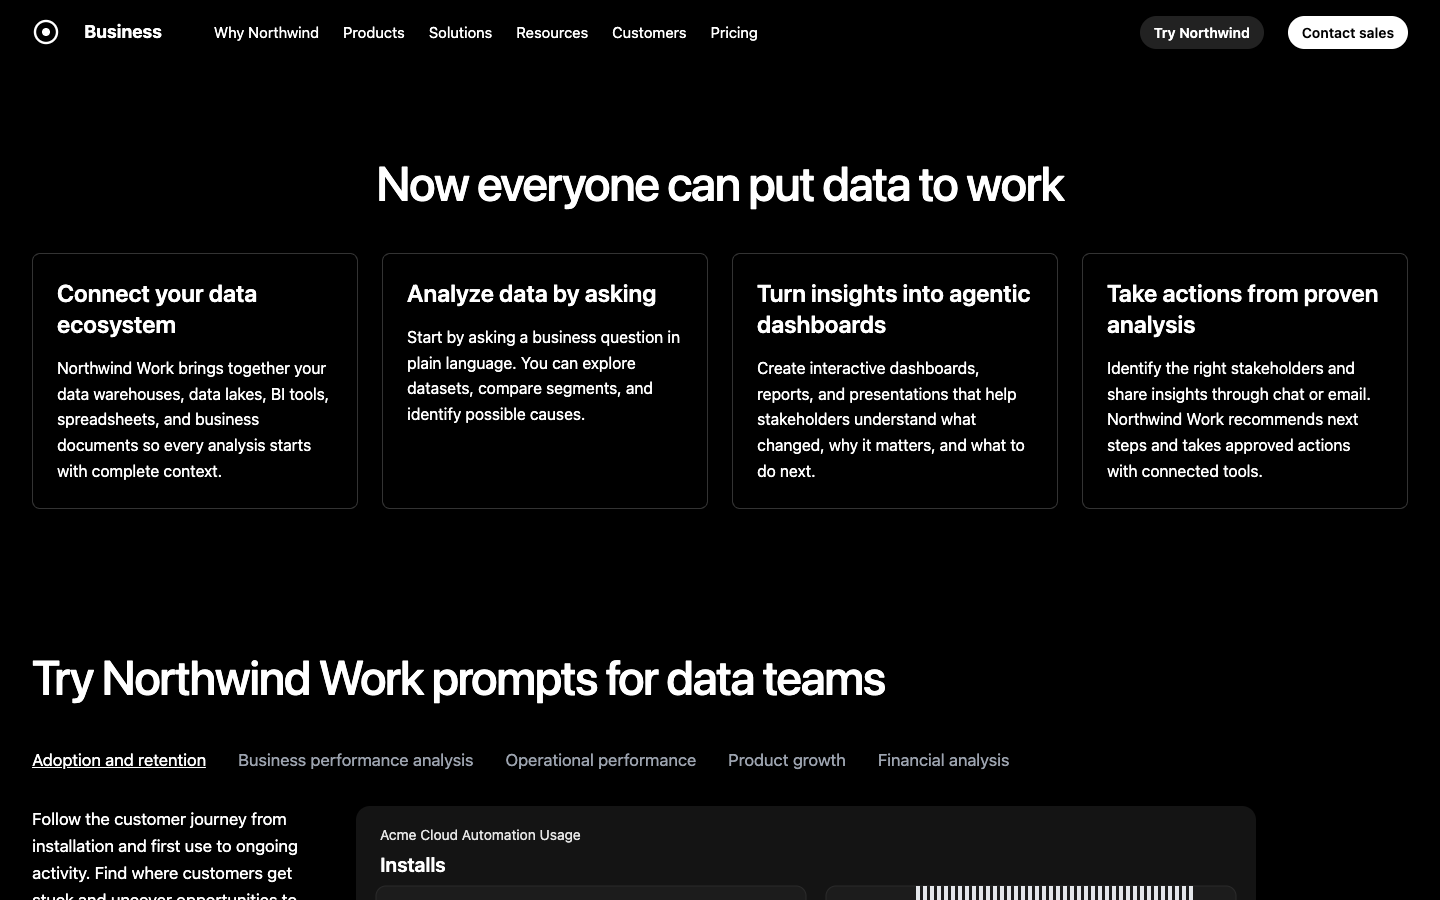 Business
Why Northwind
Products
Solutions
Resources
Customers
Pricing
Try Northwind
Contact sales
Now everyone can put data to work
Connect your data
ecosystem
Northwind Work brings together your
data warehouses, data lakes, BI tools,
spreadsheets, and business
documents so every analysis starts
with complete context.
Analyze data by asking
Start by asking a business question in
plain language. You can explore
datasets, compare segments, and
identify possible causes.
Turn insights into agentic
dashboards
Create interactive dashboards,
reports, and presentations that help
stakeholders understand what
changed, why it matters, and what to
do next.
Take actions from proven
analysis
Identify the right stakeholders and
share insights through chat or email.
Northwind Work recommends next
steps and takes approved actions
with connected tools.
Try Northwind Work prompts for data teams
Adoption and retention
Business performance analysis
Operational performance
Product growth
Financial analysis
Follow the customer journey from
installation and first use to ongoing
activity. Find where customers get
stuck and uncover opportunities to
Acme Cloud Automation Usage
Installs